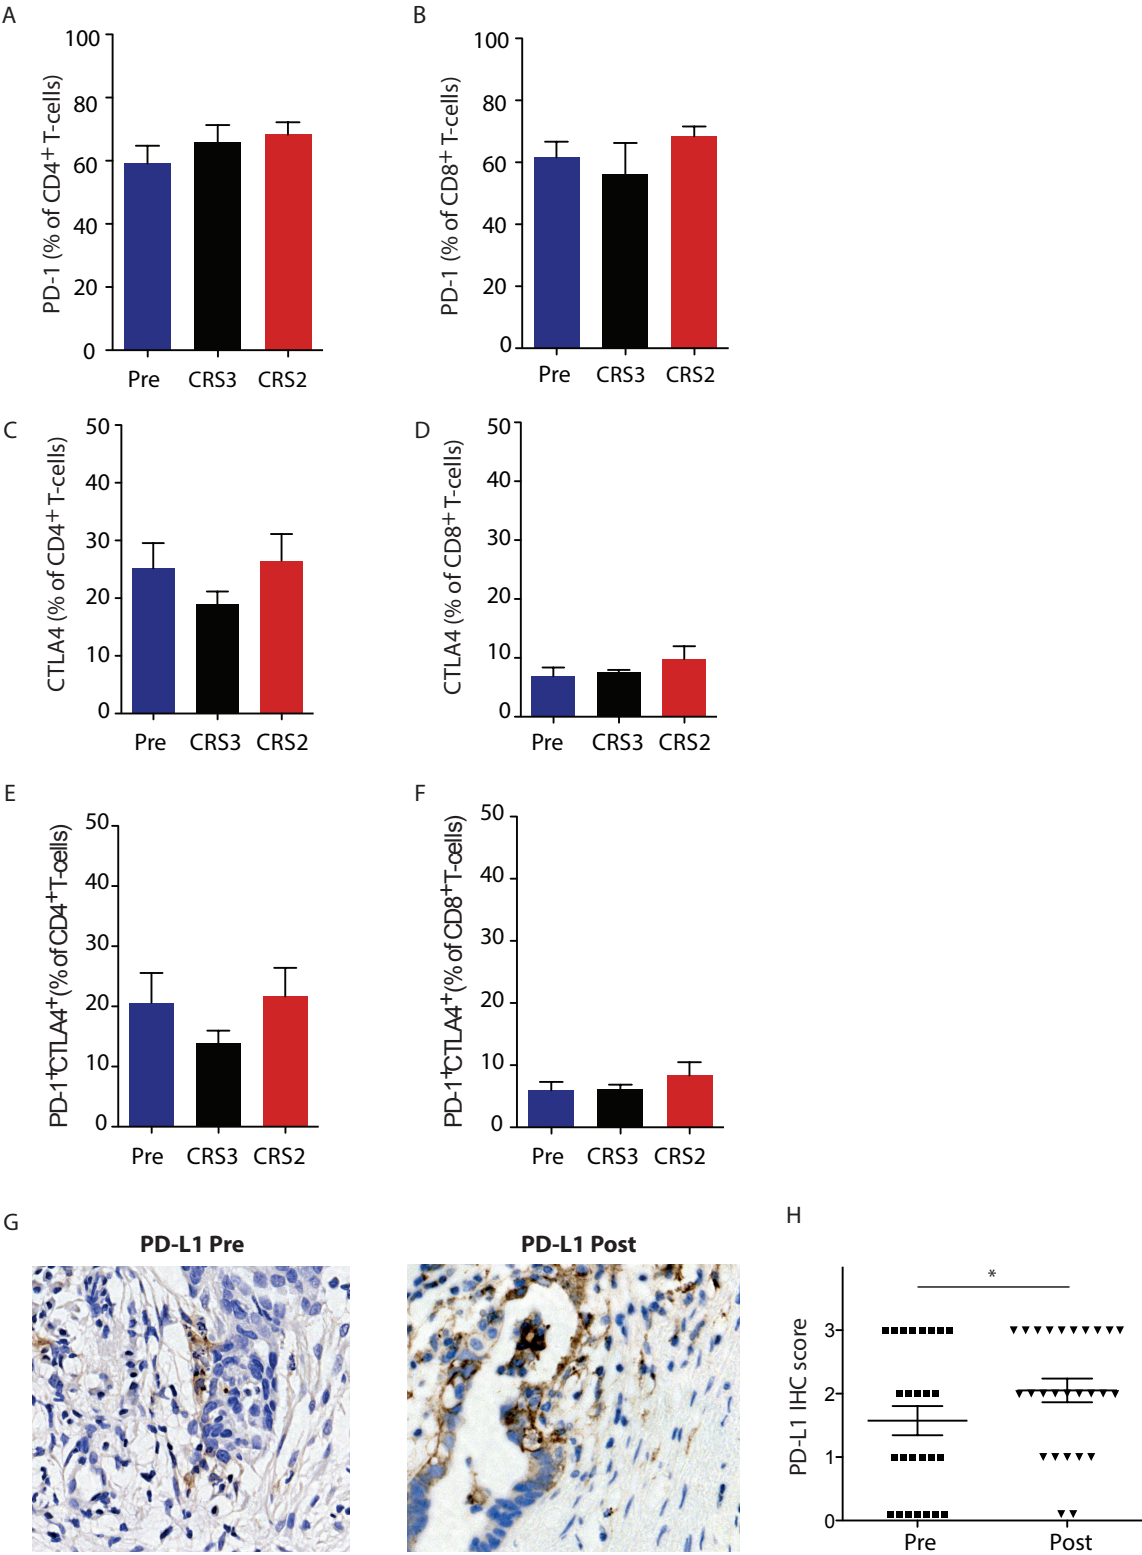 A
PD-1 (% of CD4+ T-cells)
100
80
60
40
20
0
Pre CRS3 CRS2
B
PD-1 (% of CD8+ T-cells)
100
80
60
40
20
0
Pre CRS3 CRS2
C
CTLA4 (% of CD4+ T-cells)
50
40
30
20
10
0
Pre CRS3 CRS2
D
CTLA4 (% of CD8+ T-cells)
50
40
30
20
10
0
Pre CRS3 CRS2
E
PD-1+CTLA4+ (% of CD4+T-cells)
50
40
30
20
10
0
Pre CRS3 CRS2
F
PD-1+CTLA4+ (% of CD8+T-cells)
50
40
30
20
10
0
Pre CRS3 CRS2
G
PD-L1 Pre
PD-L1 Post
H
PD-L1 IHC score
*
3
2
1
0
Pre Post